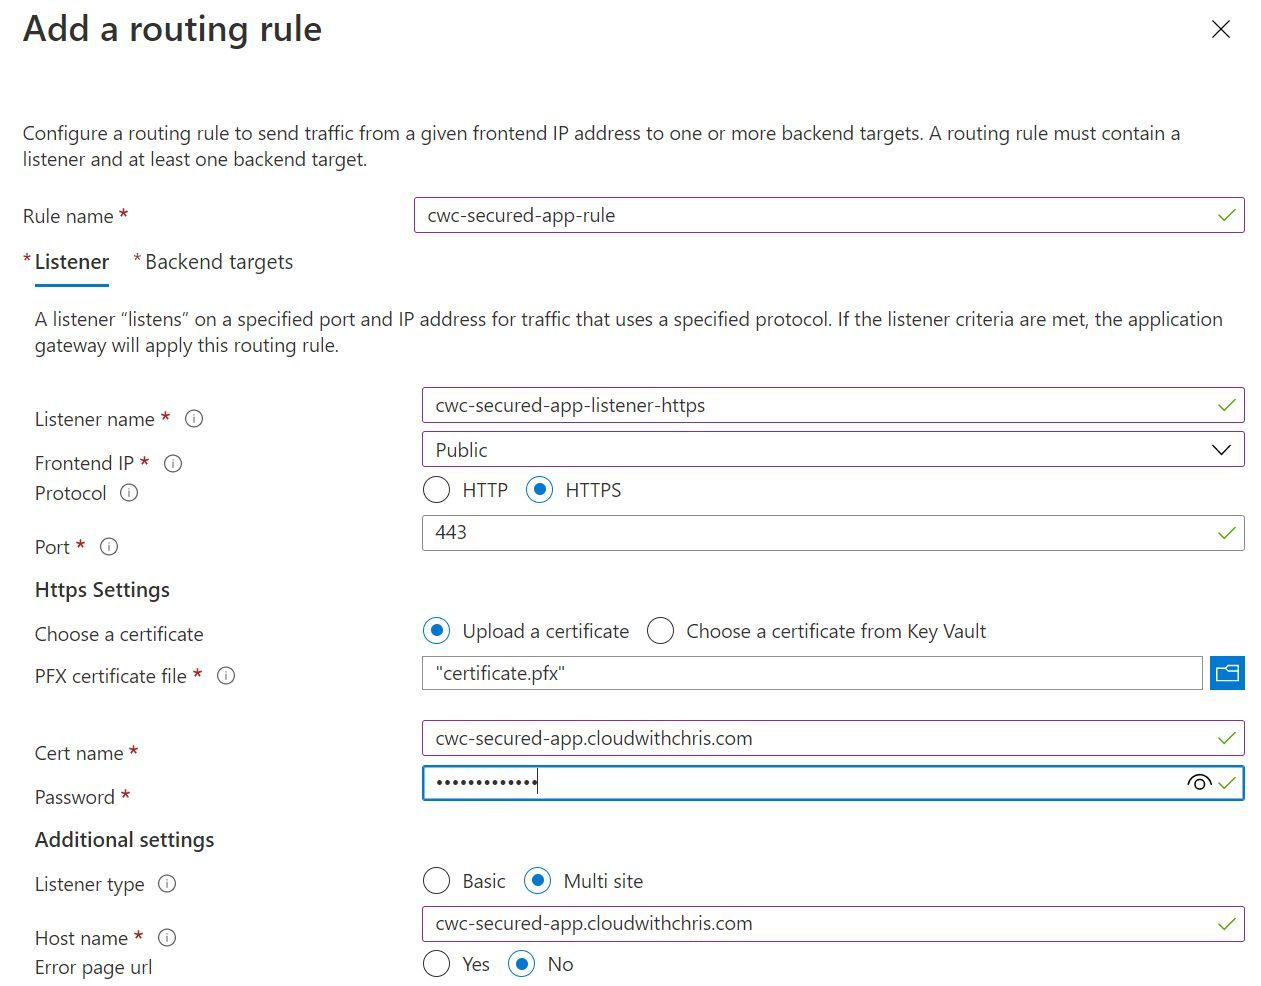 Add a routing rule
Configure a routing rule to send traffic from a given frontend IP address to one or more backend targets. A routing rule must contain a
listener and at least one backend target.
Rule name * cwc-secured-app-rule
* Listener * Backend targets
A listener “listens” on a specified port and IP address for traffic that uses a specified protocol. If the listener criteria are met, the application
gateway will apply this routing rule.
Listener name * cwc-secured-app-listener-https
Frontend IP * Public
Protocol HTTP HTTPS
Port * 443
Https Settings
Choose a certificate Upload a certificate Choose a certificate from Key Vault
PFX certificate file * "certificate.pfx"
Cert name * cwc-secured-app.cloudwithchris.com
Password * •••••••••••••
Additional settings
Listener type Basic Multi site
Host name * cwc-secured-app.cloudwithchris.com
Error page url Yes No